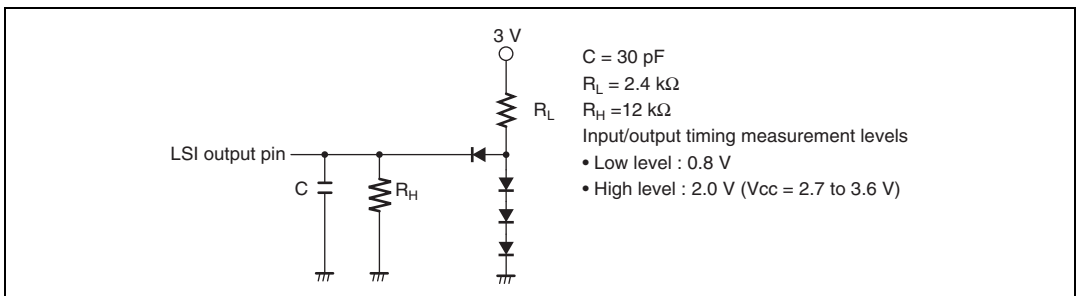 3 V
R_L
LSI output pin
C
R_H
C = 30 pF
R_L = 2.4 kΩ
R_H =12 kΩ
Input/output timing measurement levels
• Low level : 0.8 V
• High level : 2.0 V (Vcc = 2.7 to 3.6 V)